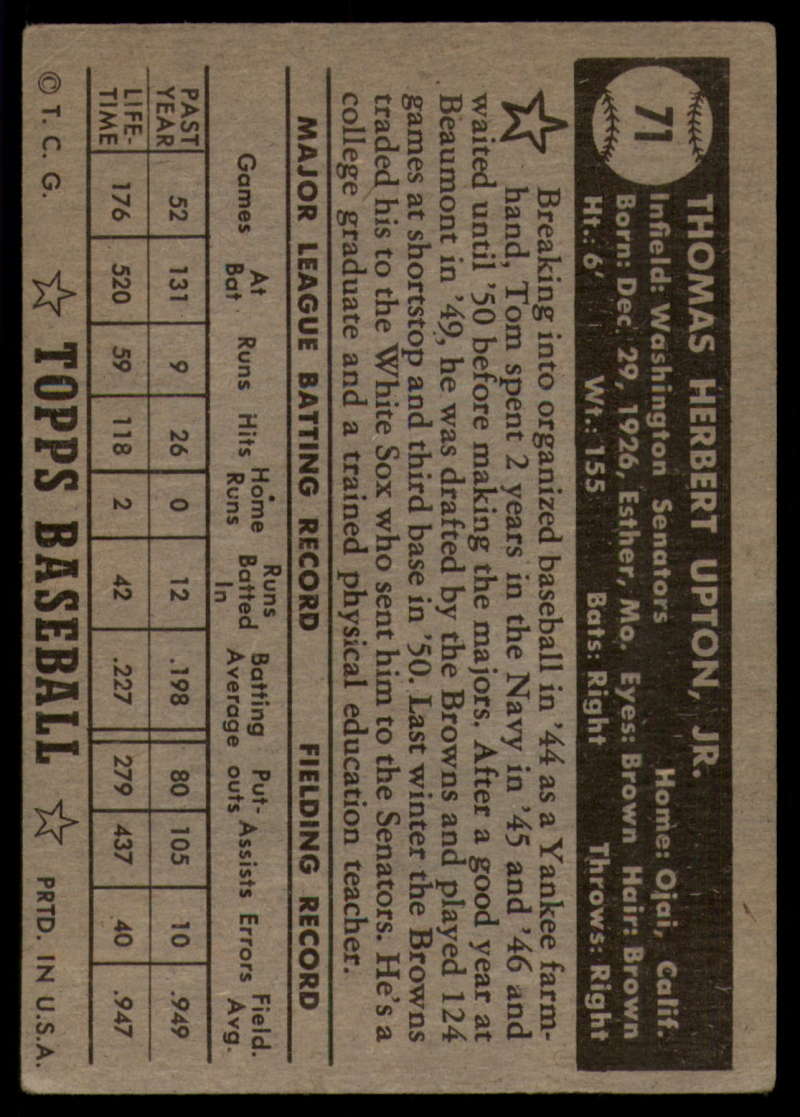 71
THOMAS HERBERT UPTON, JR.
Infield: Washington Senators Home: Ojai, Calif.
Born: Dec. 29, 1926, Esther, Mo. Eyes: Brown Hair: Brown
Ht.: 6' Wt.: 155 Bats: Right Throws: Right
Breaking into organized baseball in '44 as a Yankee farm-
hand, Tom spent 2 years in the Navy in '45 and '46 and
waited until '50 before making the majors. After a good year at
Beaumont in '49, he was drafted by the Browns and played 124
games at shortstop and third base in '50. Last winter the Browns
traded his to the White Sox who sent him to the Senators. He's a
college graduate and a trained physical education teacher.
MAJOR LEAGUE BATTING RECORD FIELDING RECORD
Games At Bat Runs Hits Home Runs Runs Batted In Batting Average Put-outs Assists Errors Field. Avg.
PAST YEAR 52 131 9 26 0 12 .198 80 105 10 .949
LIFE-TIME 176 520 59 118 2 42 .227 279 437 40 .947
© T. C. G. TOPPS BASEBALL PRTD. IN U.S.A.